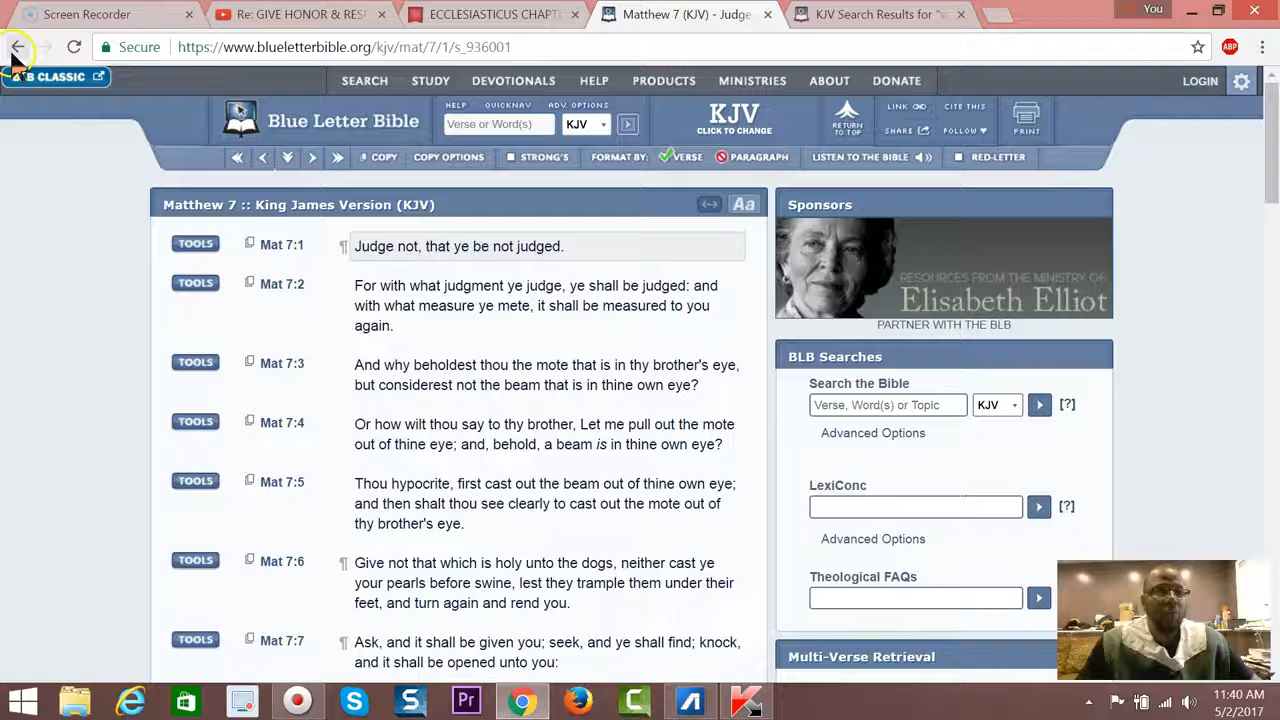 Screen Recorder
Re: GIVE HONOR & RES
ECCLESIASTICUS CHAPT
Matthew 7 (KJV) - Judge
KJV Search Results for "v
You
Secure
https://www.blueletterbible.org/kjv/mat/7/1/s_936001
ABP
B CLASSIC
SEARCH STUDY DEVOTIONALS HELP PRODUCTS MINISTRIES ABOUT DONATE
LOGIN
Blue Letter Bible
HELP QUICKNAV ADV. OPTIONS
Verse or Word(s)
KJV
KJV
CLICK TO CHANGE
RETURN
TO TOP
LINK CITE THIS
SHARE FOLLOW
PRINT
COPY COPY OPTIONS STRONG'S FORMAT BY: VERSE PARAGRAPH LISTEN TO THE BIBLE RED-LETTER
Matthew 7 :: King James Version (KJV)
Aa
TOOLS Mat 7:1 ¶ Judge not, that ye be not judged.
TOOLS Mat 7:2 For with what judgment ye judge, ye shall be judged: and
with what measure ye mete, it shall be measured to you
again.
TOOLS Mat 7:3 And why beholdest thou the mote that is in thy brother's eye,
but considerest not the beam that is in thine own eye?
TOOLS Mat 7:4 Or how wilt thou say to thy brother, Let me pull out the mote
out of thine eye; and, behold, a beam is in thine own eye?
TOOLS Mat 7:5 Thou hypocrite, first cast out the beam out of thine own eye;
and then shalt thou see clearly to cast out the mote out of
thy brother's eye.
TOOLS Mat 7:6 ¶ Give not that which is holy unto the dogs, neither cast ye
your pearls before swine, lest they trample them under their
feet, and turn again and rend you.
TOOLS Mat 7:7 ¶ Ask, and it shall be given you; seek, and ye shall find; knock,
and it shall be opened unto you:
Sponsors
RESOURCES FROM THE MINISTRY OF
Elisabeth Elliot
PARTNER WITH THE BLB
BLB Searches
Search the Bible
Verse, Word(s) or Topic
KJV
[?]
Advanced Options
LexiConc
[?]
Advanced Options
Theological FAQs
Multi-Verse Retrieval
Pr
11:40 AM
5/2/2017